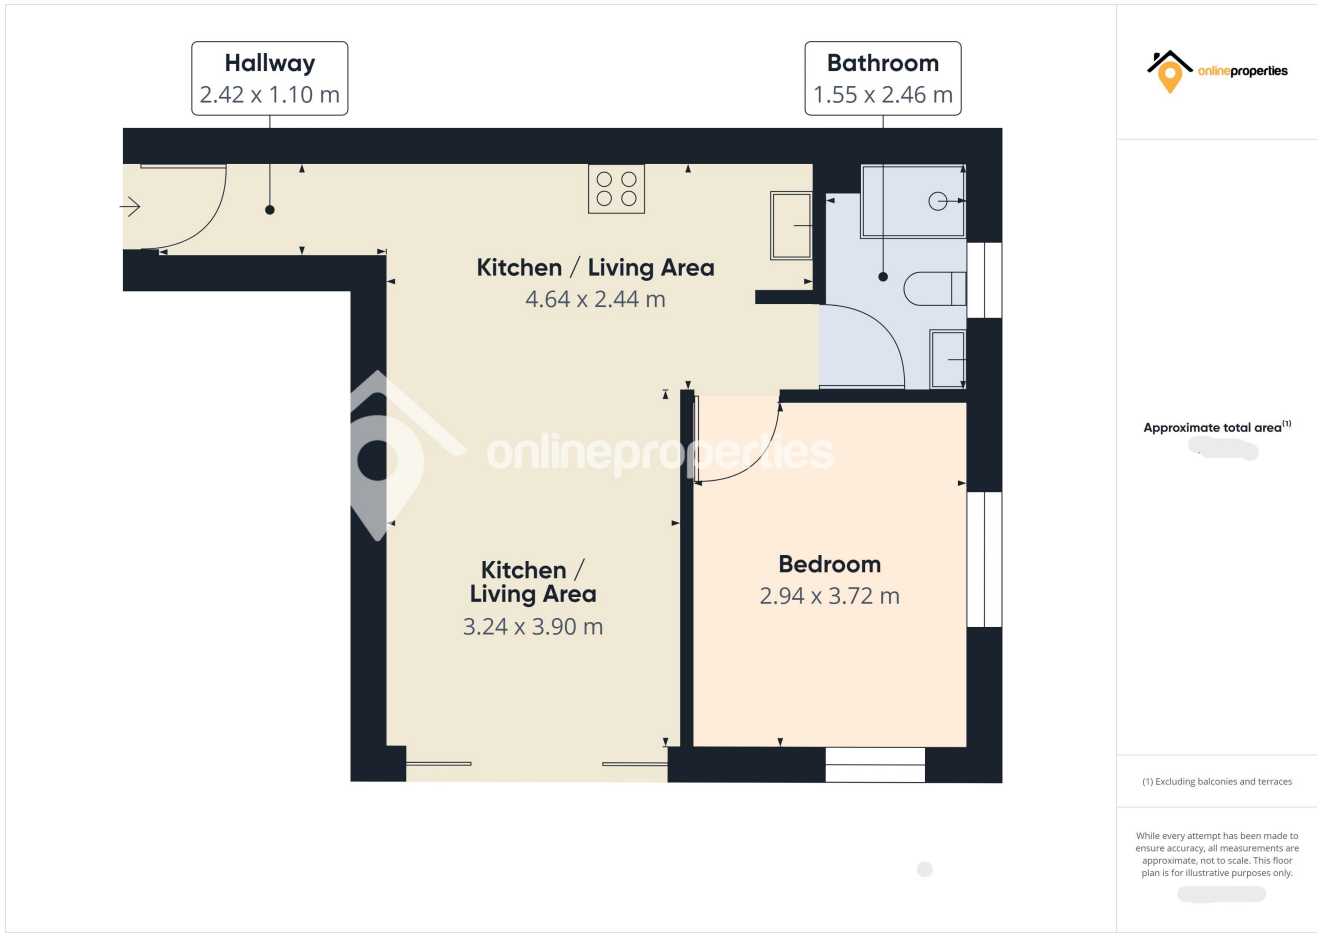 Hallway
2.42 x 1.10 m
Bathroom
1.55 x 2.46 m
onlineproperties
Kitchen / Living Area
4.64 x 2.44 m
Approximate total area(1)
onlineproperties
Kitchen /
Living Area
3.24 x 3.90 m
Bedroom
2.94 x 3.72 m
(1) Excluding balconies and terraces
While every attempt has been made to
ensure accuracy, all measurements are
approximate, not to scale. This floor
plan is for illustrative purposes only.